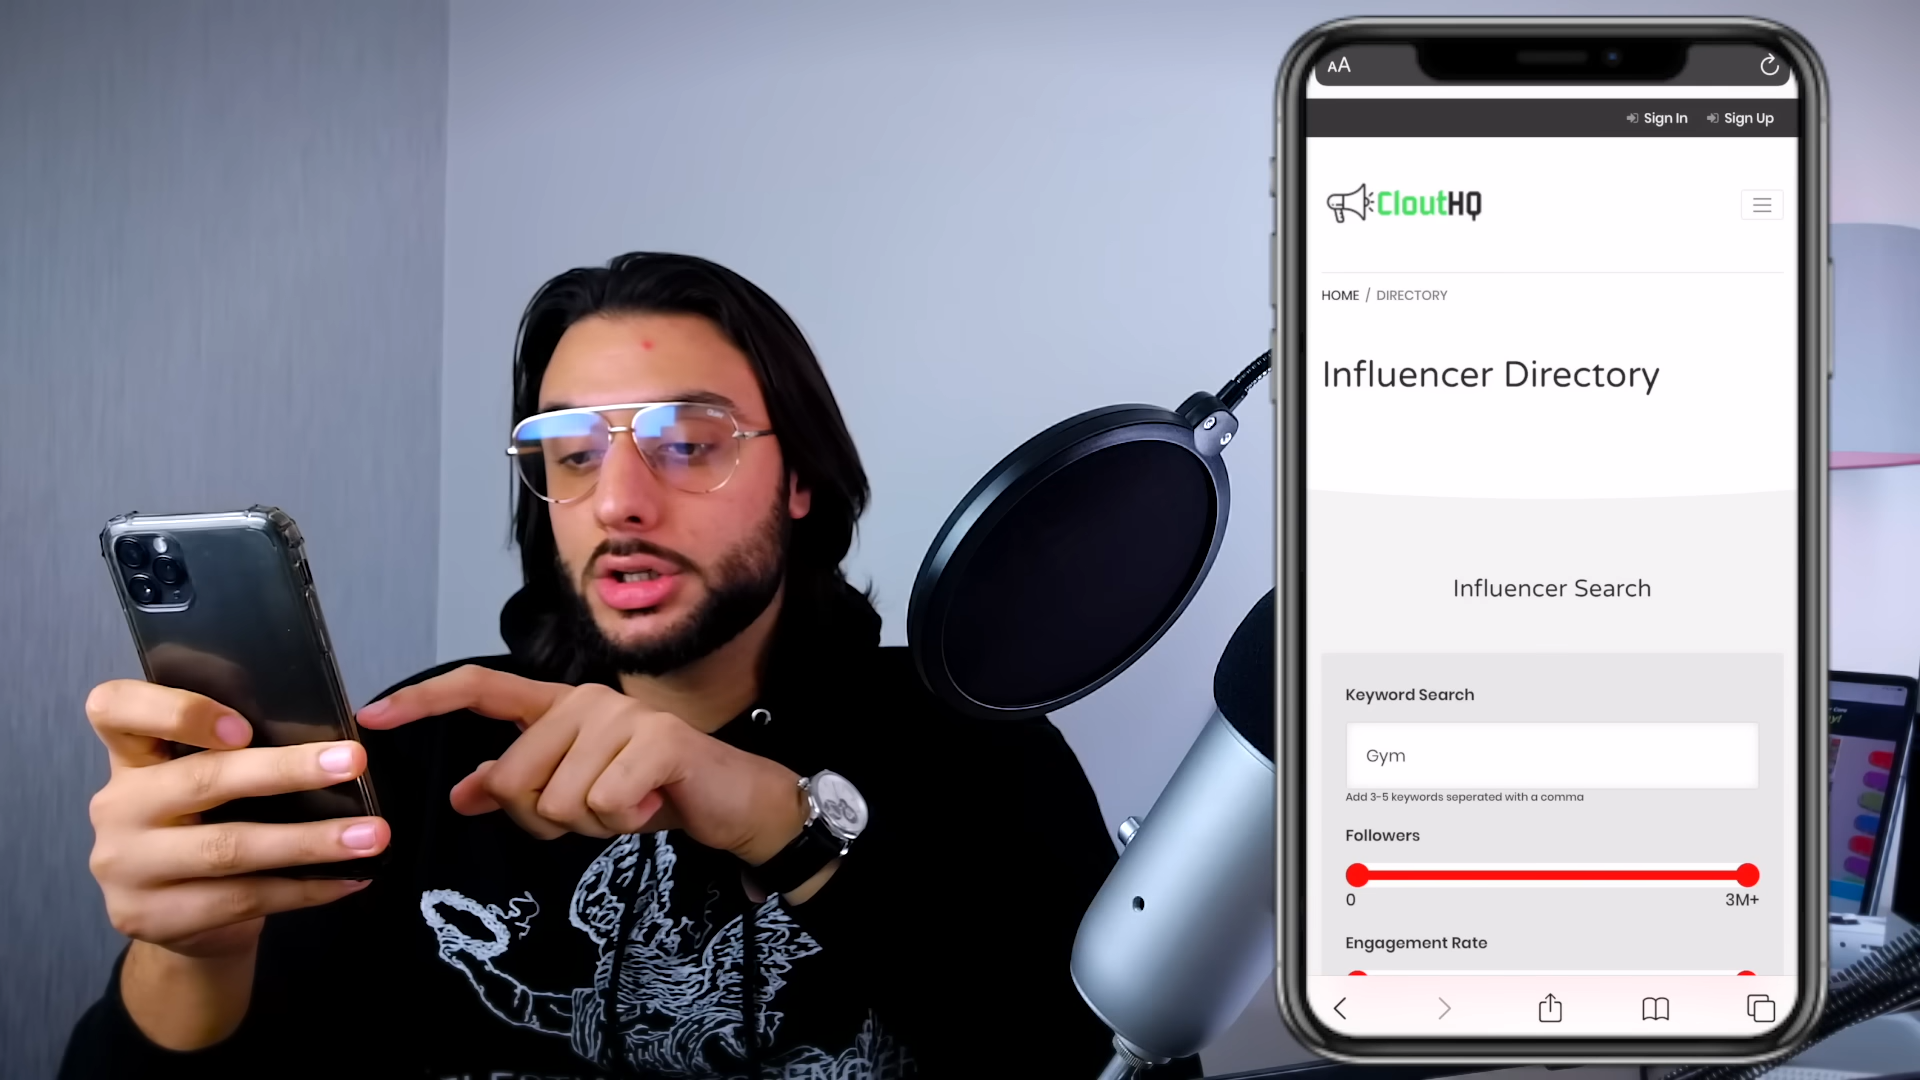 AA
Sign In Sign Up
CloutHQ
HOME / DIRECTORY
Influencer Directory
Influencer Search
Keyword Search
Gym
Add 3-5 keywords seperated with a comma
Followers
0 3M+
Engagement Rate